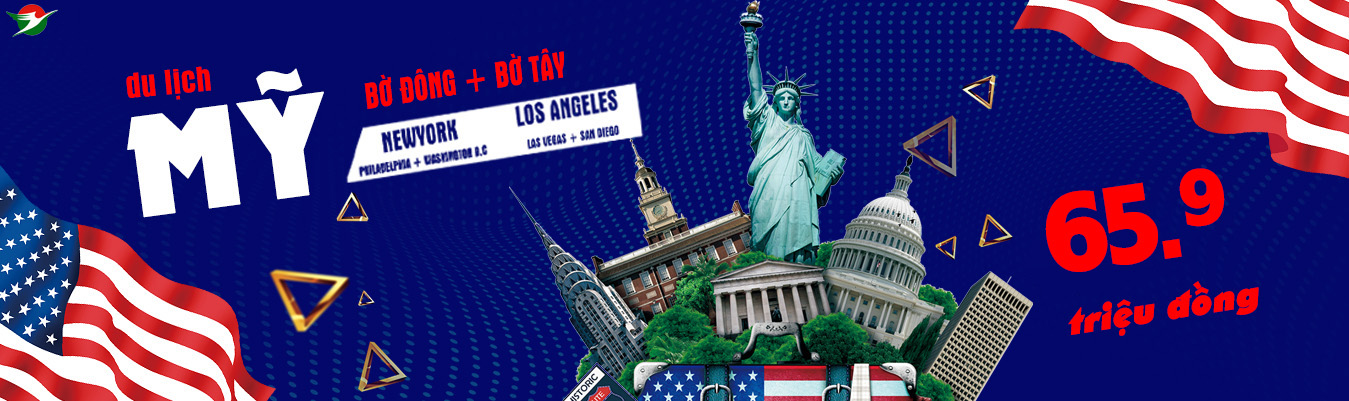 du lịch
MỸ
BỜ ĐÔNG + BỜ TÂY
NEWYORK
PHILADELPHIA + WASHINGTON D.C
LOS ANGELES
LAS VEGAS + SAN DIEGO
65.9
triệu đồng
HISTORIC